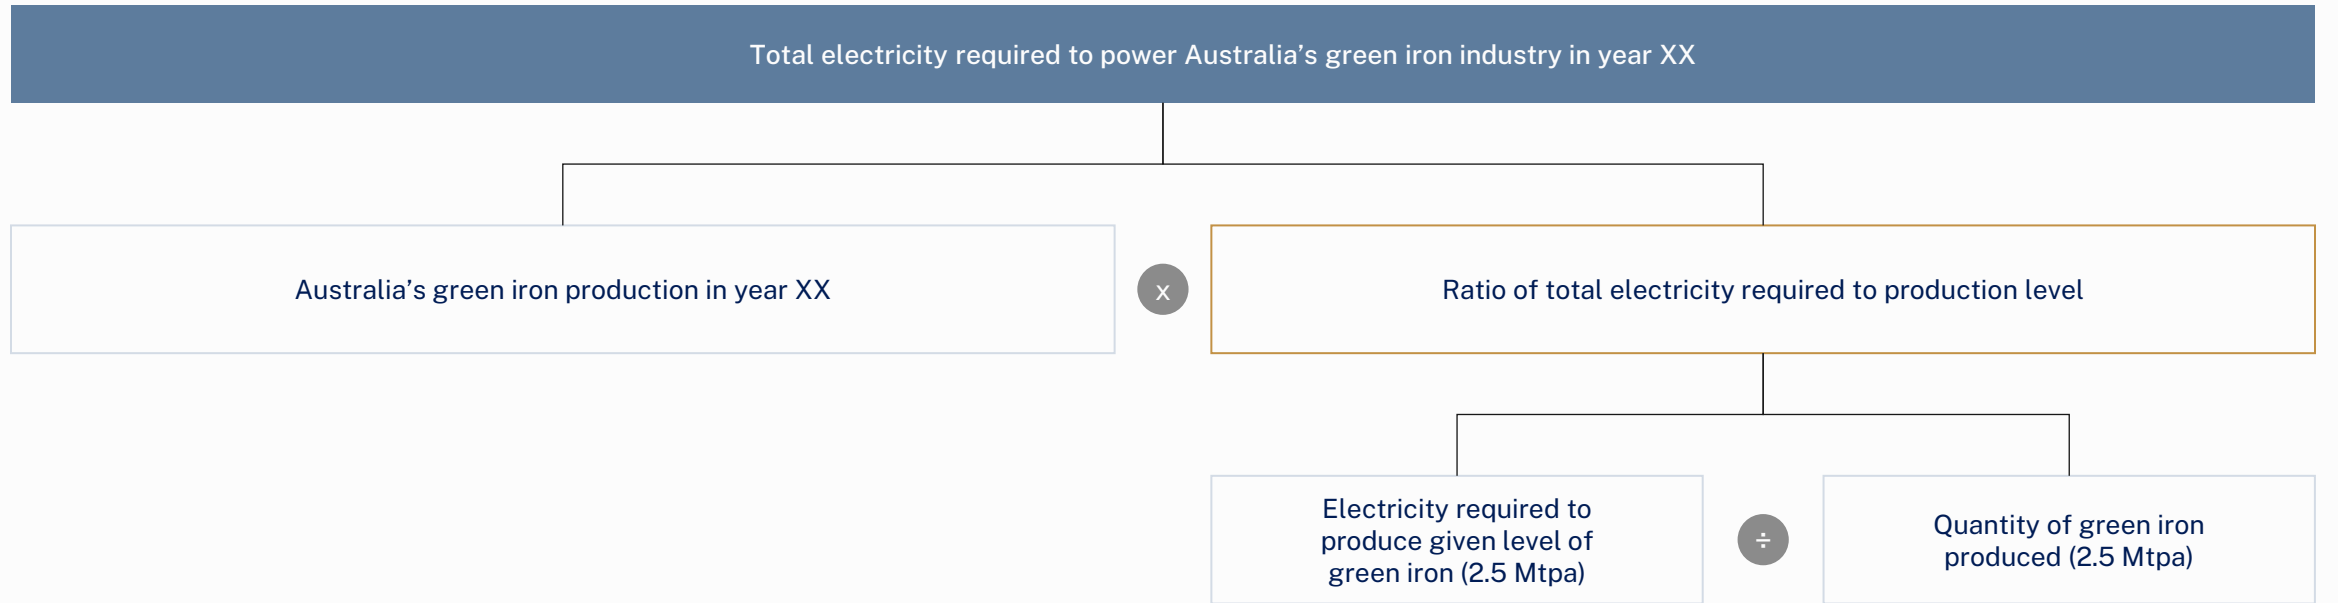 Total electricity required to power Australia’s green iron industry in year XX
Australia’s green iron production in year XX
x
Ratio of total electricity required to production level
Electricity required to
produce given level of
green iron (2.5 Mtpa)
÷
Quantity of green iron
produced (2.5 Mtpa)